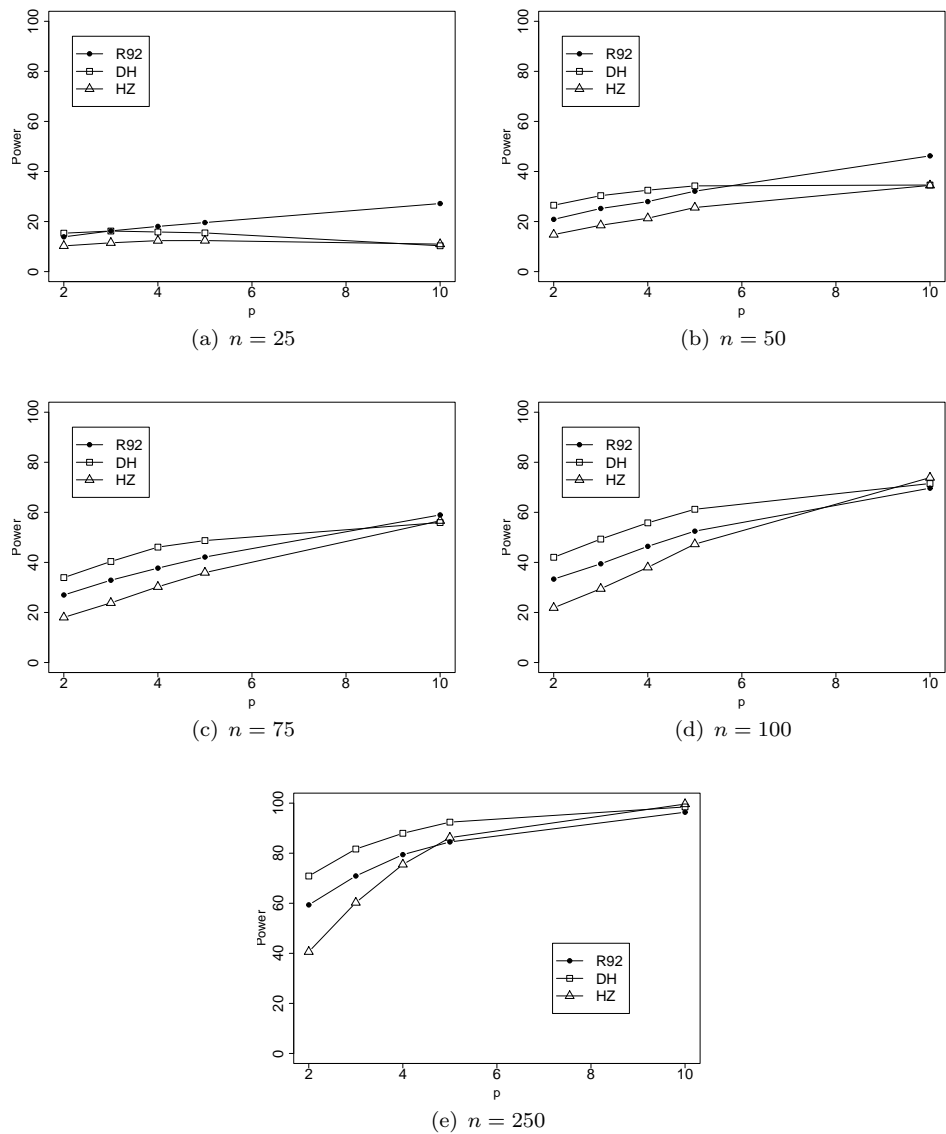 100
80
60
40
20
0
Power
R92
DH
HZ
2 4 6 8 10
p
(a) n = 25
100
80
60
40
20
0
Power
R92
DH
HZ
2 4 6 8 10
p
(b) n = 50
100
80
60
40
20
0
Power
R92
DH
HZ
2 4 6 8 10
p
(c) n = 75
100
80
60
40
20
0
Power
R92
DH
HZ
2 4 6 8 10
p
(d) n = 100
100
80
60
40
20
0
Power
R92
DH
HZ
2 4 6 8 10
p
(e) n = 250